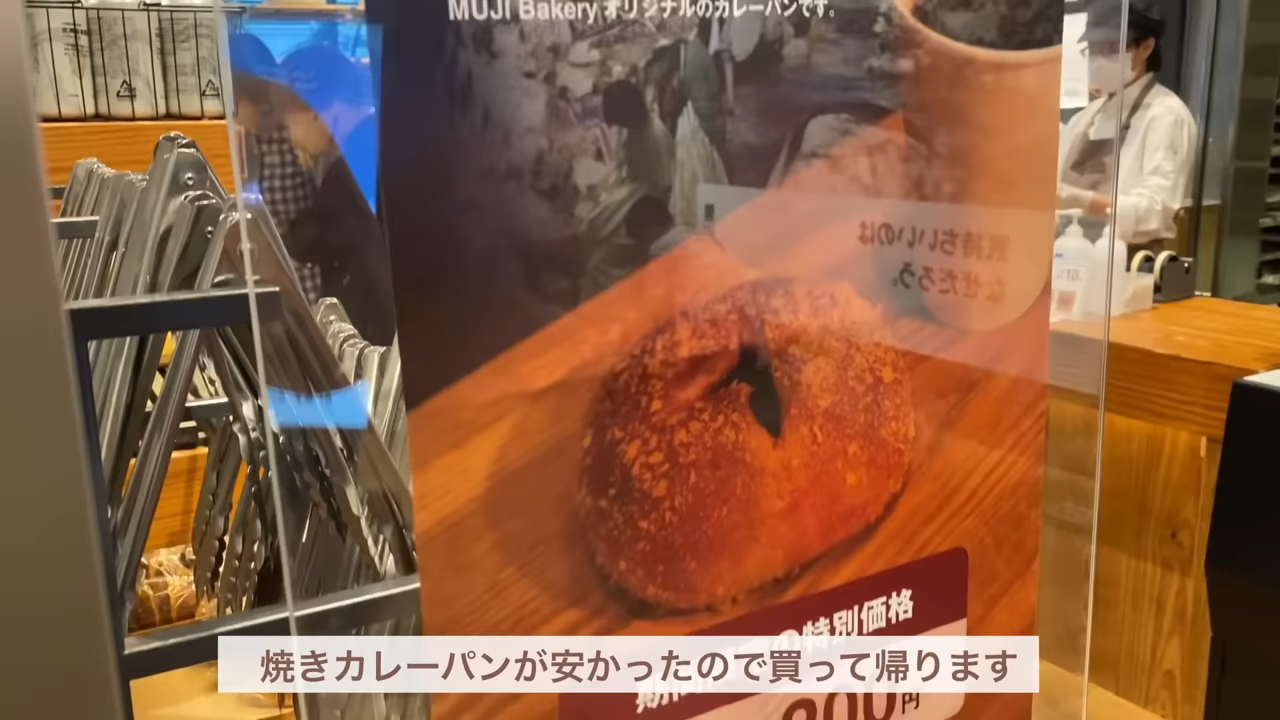 MUJI Bakery オリジナルのカレーパンです。
気持ちいいのは
なぜだろう。
の特別価格
焼きカレーパンが安かったので買って帰ります
円